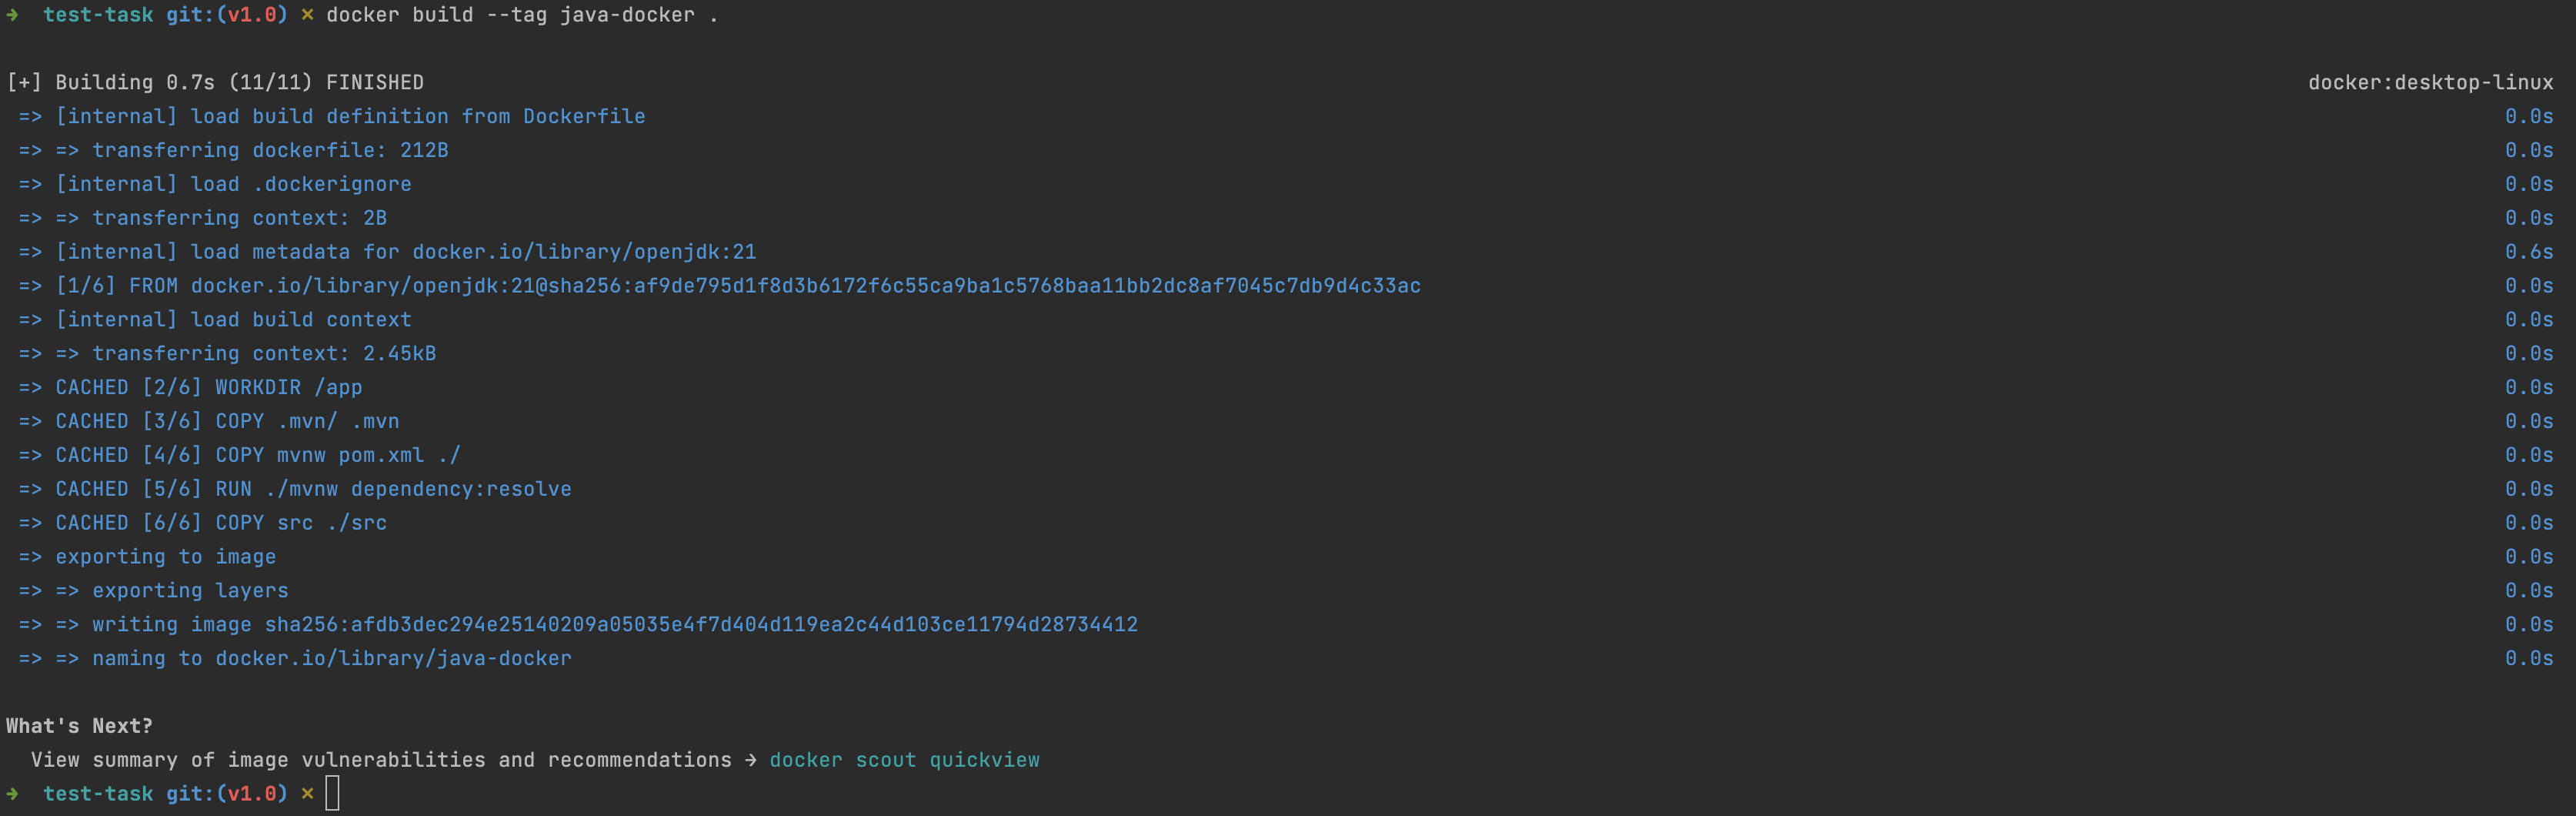 ➜  test-task git:(v1.0) ✗ docker build --tag java-docker .
[+] Building 0.7s (11/11) FINISHED docker:desktop-linux
=> [internal] load build definition from Dockerfile 0.0s
=> => transferring dockerfile: 212B 0.0s
=> [internal] load .dockerignore 0.0s
=> => transferring context: 2B 0.0s
=> [internal] load metadata for docker.io/library/openjdk:21 0.6s
=> [1/6] FROM docker.io/library/openjdk:21@sha256:af9de795d1f8d3b6172f6c55ca9ba1c5768baa11bb2dc8af7045c7db9d4c33ac 0.0s
=> [internal] load build context 0.0s
=> => transferring context: 2.45kB 0.0s
=> CACHED [2/6] WORKDIR /app 0.0s
=> CACHED [3/6] COPY .mvn/ .mvn 0.0s
=> CACHED [4/6] COPY mvnw pom.xml ./ 0.0s
=> CACHED [5/6] RUN ./mvnw dependency:resolve 0.0s
=> CACHED [6/6] COPY src ./src 0.0s
=> exporting to image 0.0s
=> => exporting layers 0.0s
=> => writing image sha256:afdb3dec294e25140209a05035e4f7d404d119ea2c44d103ce11794d28734412 0.0s
=> => naming to docker.io/library/java-docker 0.0s
What's Next?
View summary of image vulnerabilities and recommendations → docker scout quickview
➜  test-task git:(v1.0) ✗